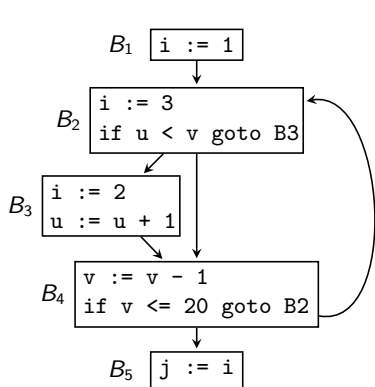 B1 i := 1
B2 i := 3
if u < v goto B3
B3 i := 2
u := u + 1
B4 v := v - 1
if v <= 20 goto B2
B5 j := i